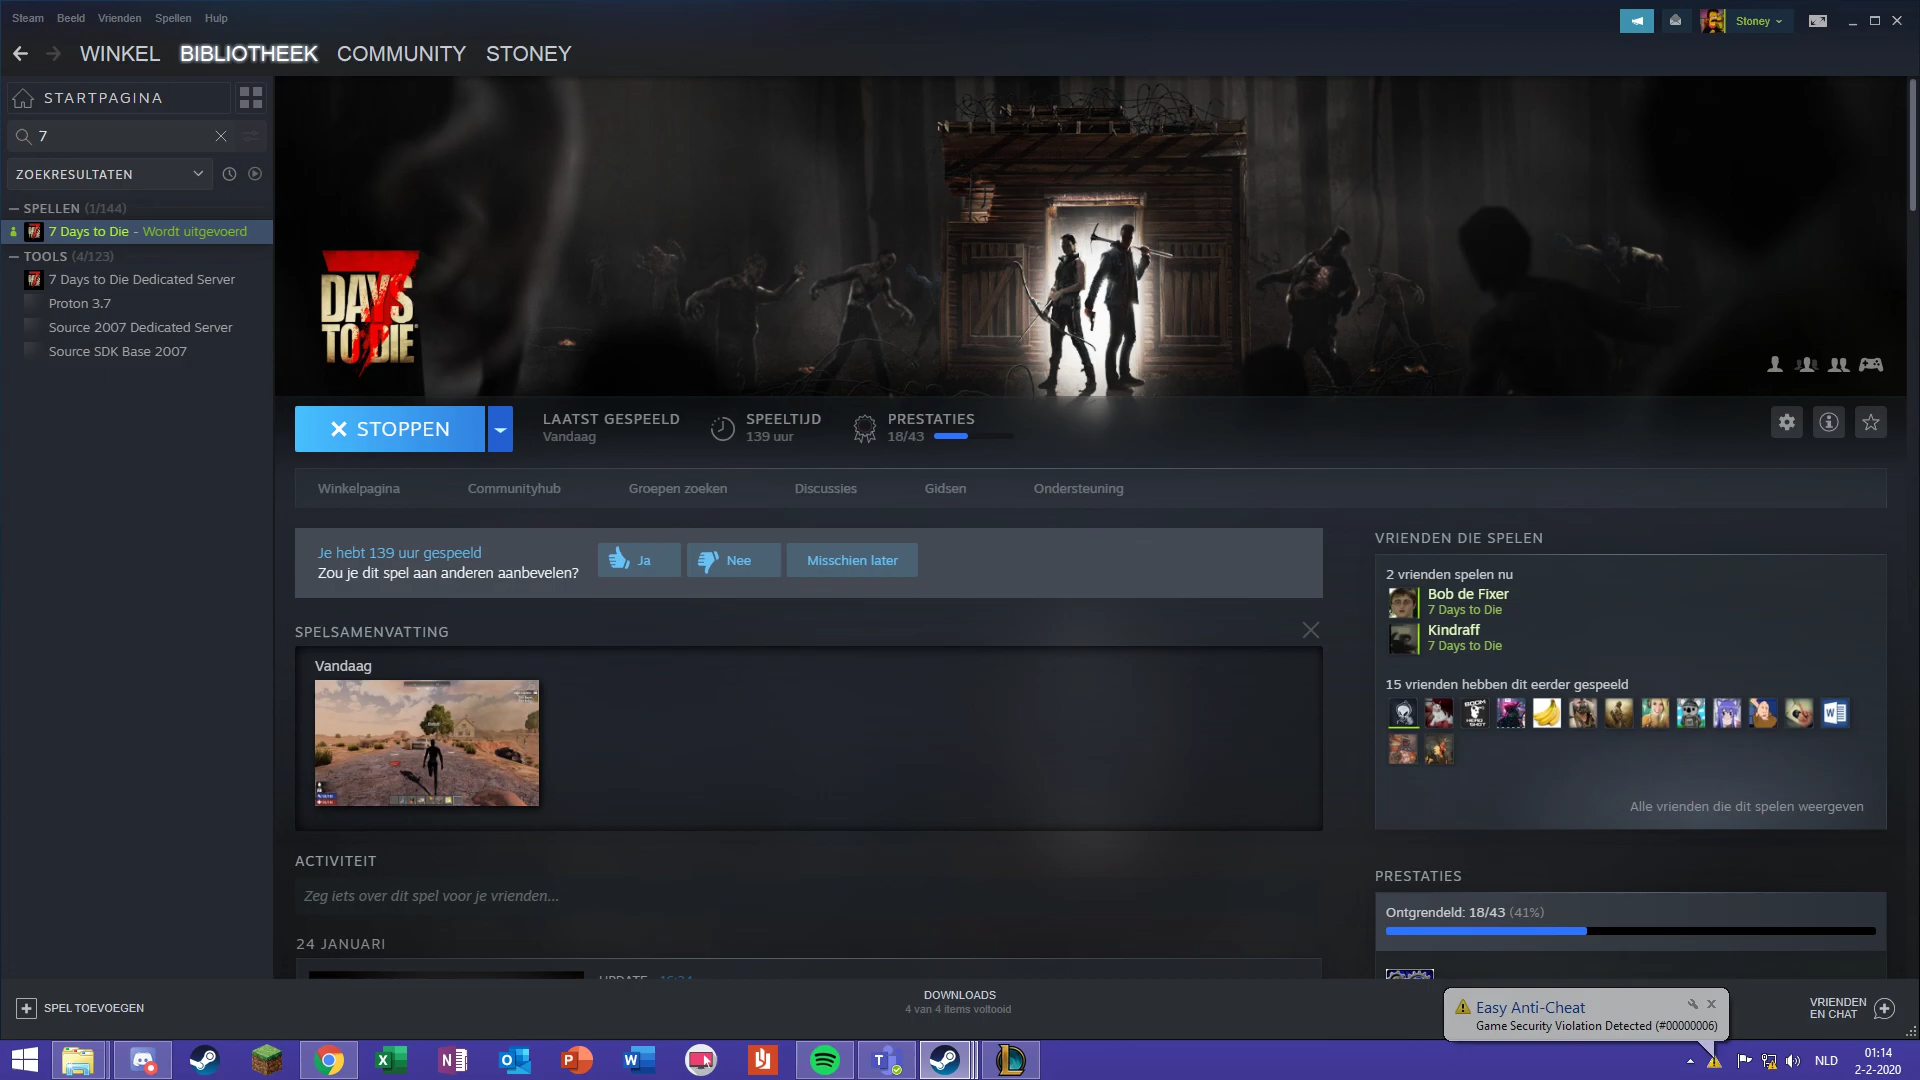 Steam Beeld Vrienden Spellen Hulp
Stoney
WINKEL BIBLIOTHEEK COMMUNITY STONEY
STARTPAGINA
7
ZOEKRESULTATEN
SPELLEN (1/144)
7 Days to Die - Wordt uitgevoerd
TOOLS (4/123)
7 Days to Die Dedicated Server
Proton 3.7
Source 2007 Dedicated Server
Source SDK Base 2007
7 DAYS TO DIE
STOPPEN
LAATST GESPEELD
Vandaag
SPEELTIJD
139 uur
PRESTATIES
18/43
Winkelpagina Communityhub Groepen zoeken Discussies Gidsen Ondersteuning
Je hebt 139 uur gespeeld
Zou je dit spel aan anderen aanbevelen?
Ja Nee Misschien later
SPELSAMENVATTING
Vandaag
ACTIVITEIT
Zeg iets over dit spel voor je vrienden...
24 JANUARI
VRIENDEN DIE SPELEN
2 vrienden spelen nu
Bob de Fixer
7 Days to Die
Kindraff
7 Days to Die
15 vrienden hebben dit eerder gespeeld
BOOM HEAD SHOT
Alle vrienden die dit spelen weergeven
PRESTATIES
Ontgrendeld: 18/43 (41%)
SPEL TOEVOEGEN
DOWNLOADS
4 van 4 items voltooid
Easy Anti-Cheat
Game Security Violation Detected (#00000006)
VRIENDEN
EN CHAT
NLD
01:14
2-2-2020